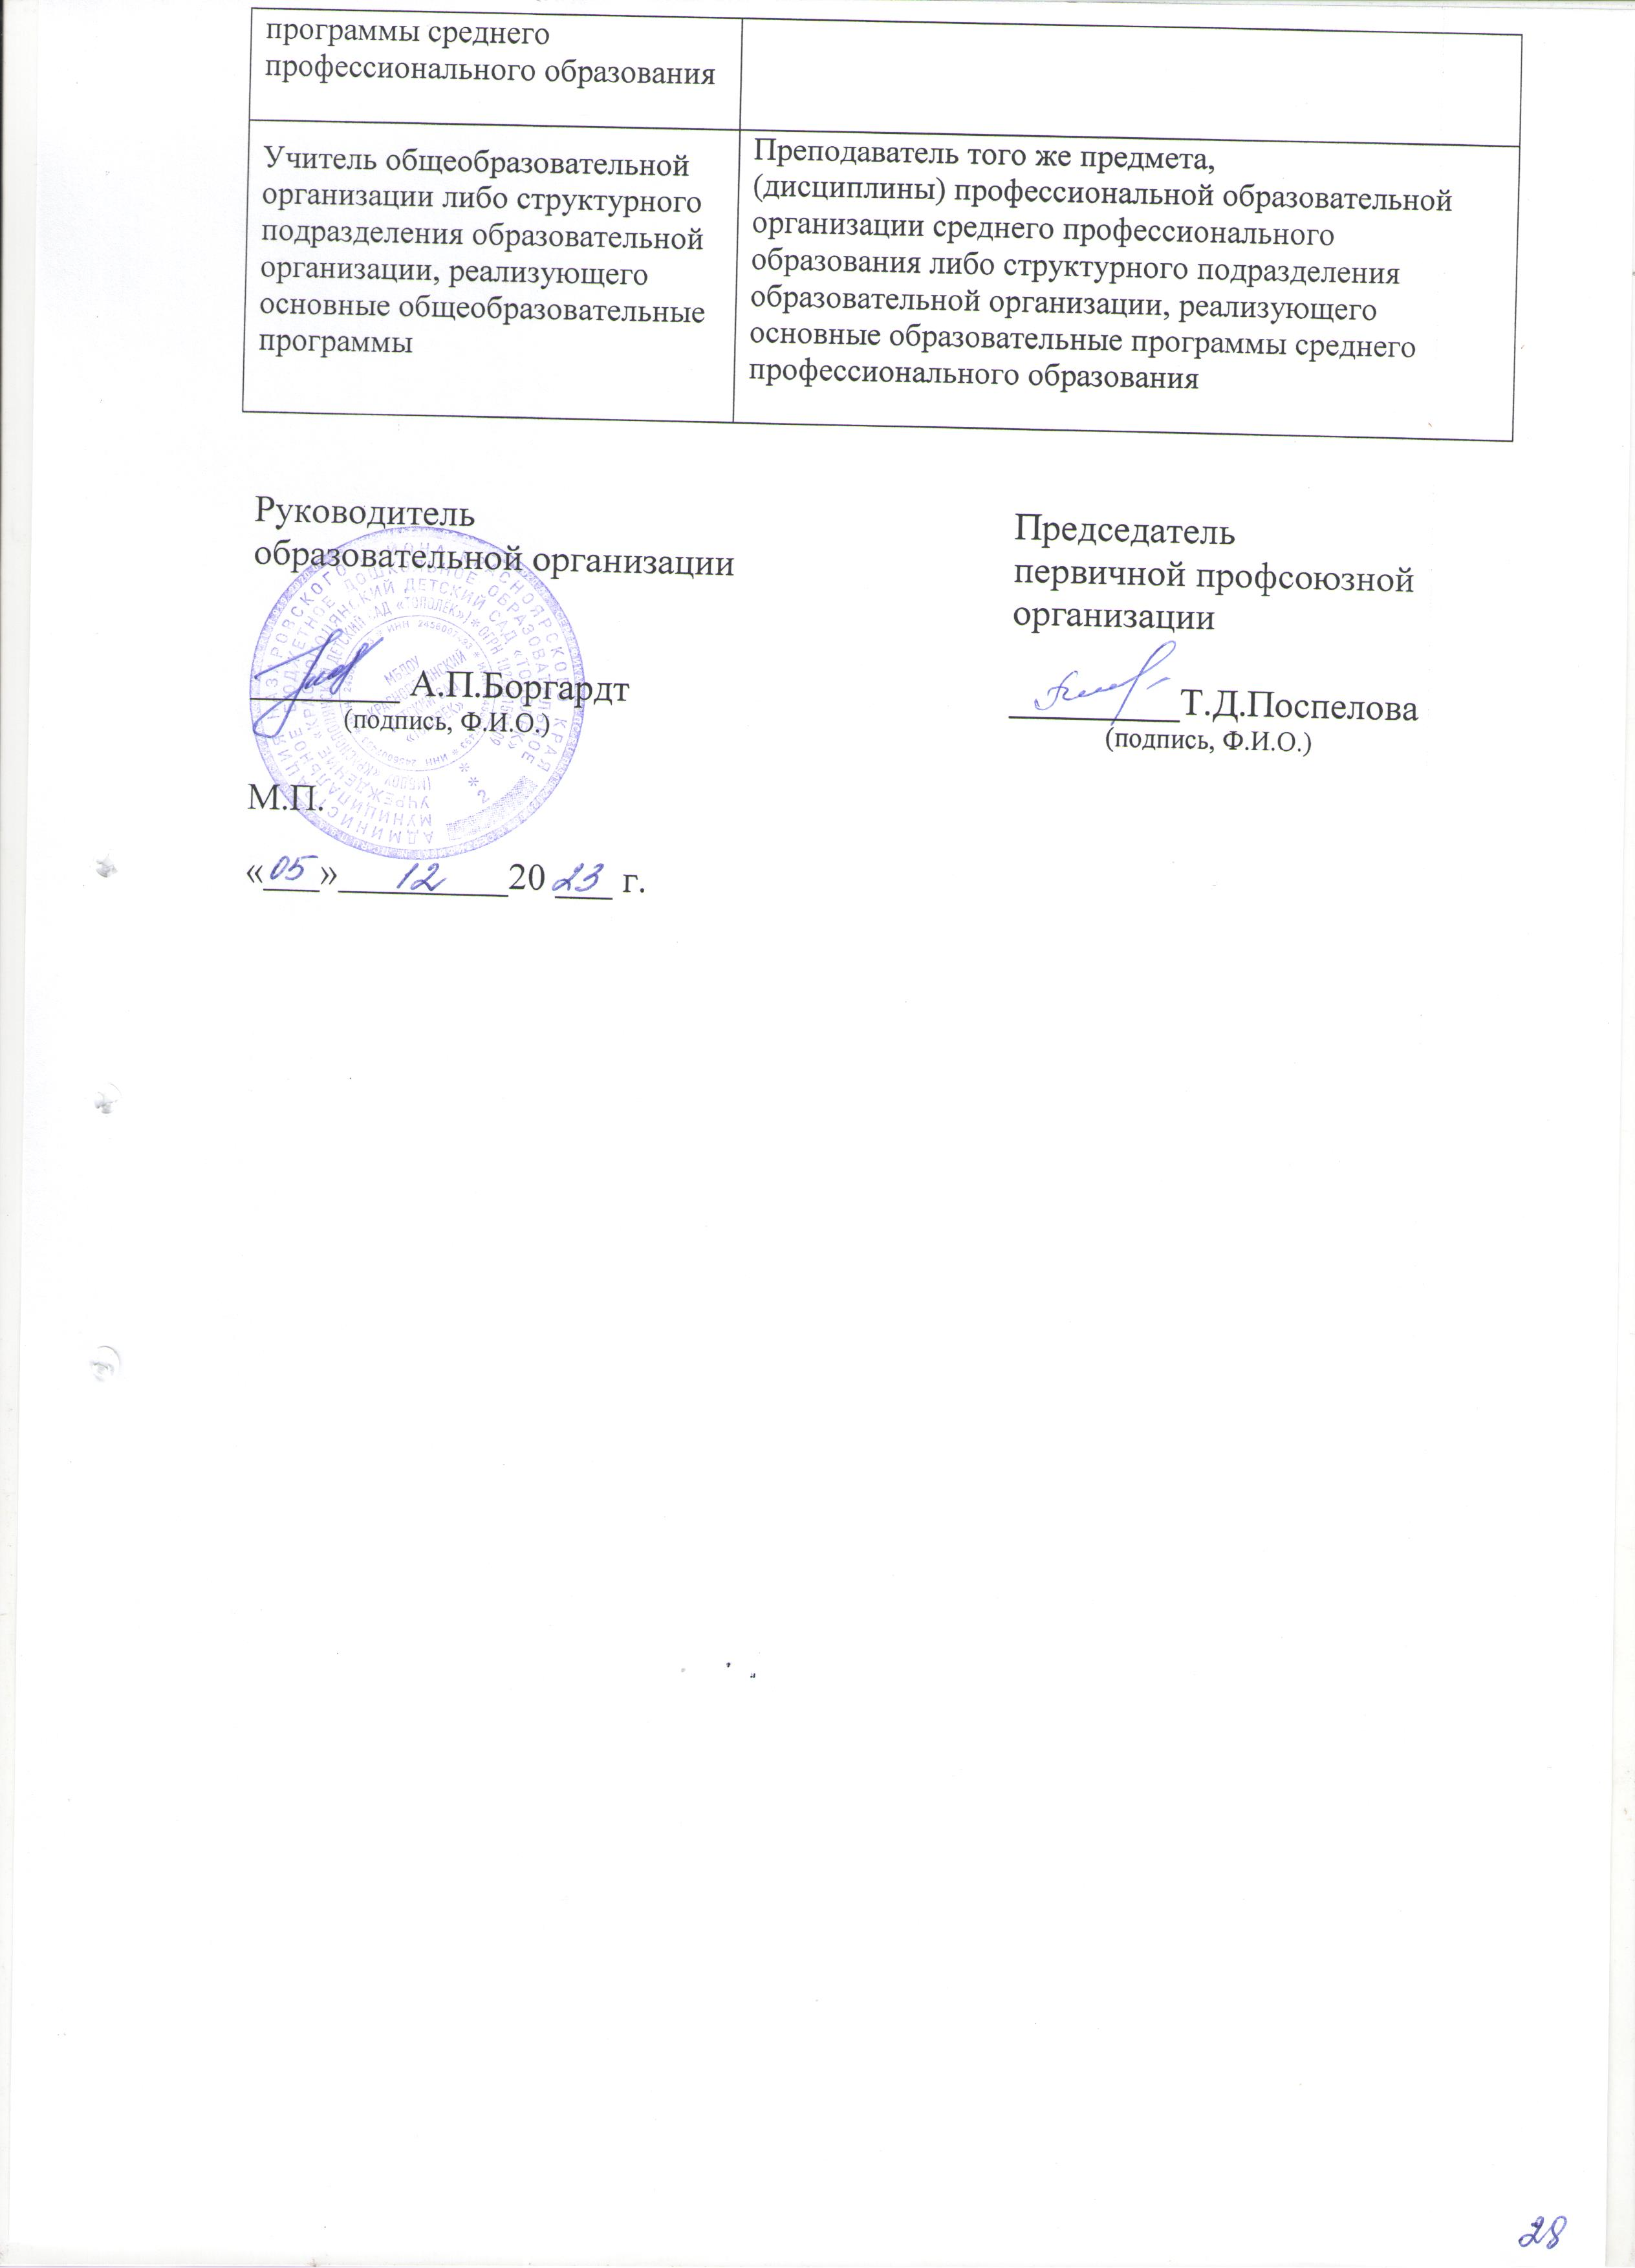 программы среднего
профессионального образования
Учитель общеобразовательной
организации либо структурного
подразделения образовательной
организации, реализующего
основные общеобразовательные
программы
Преподаватель того же предмета,
(дисциплины) профессиональной образовательной
организации среднего профессионального
образования либо структурного подразделения
образовательной организации, реализующего
основные образовательные программы среднего
профессионального образования
Руководитель
образовательной организации
А.П.Боргардт
(подпись, Ф.И.О.)
М.П.
«05» 12 20 23 г.
Председатель
первичной профсоюзной
организации
Т.Д.Поспелова
(подпись, Ф.И.О.)
МБДОУ
28